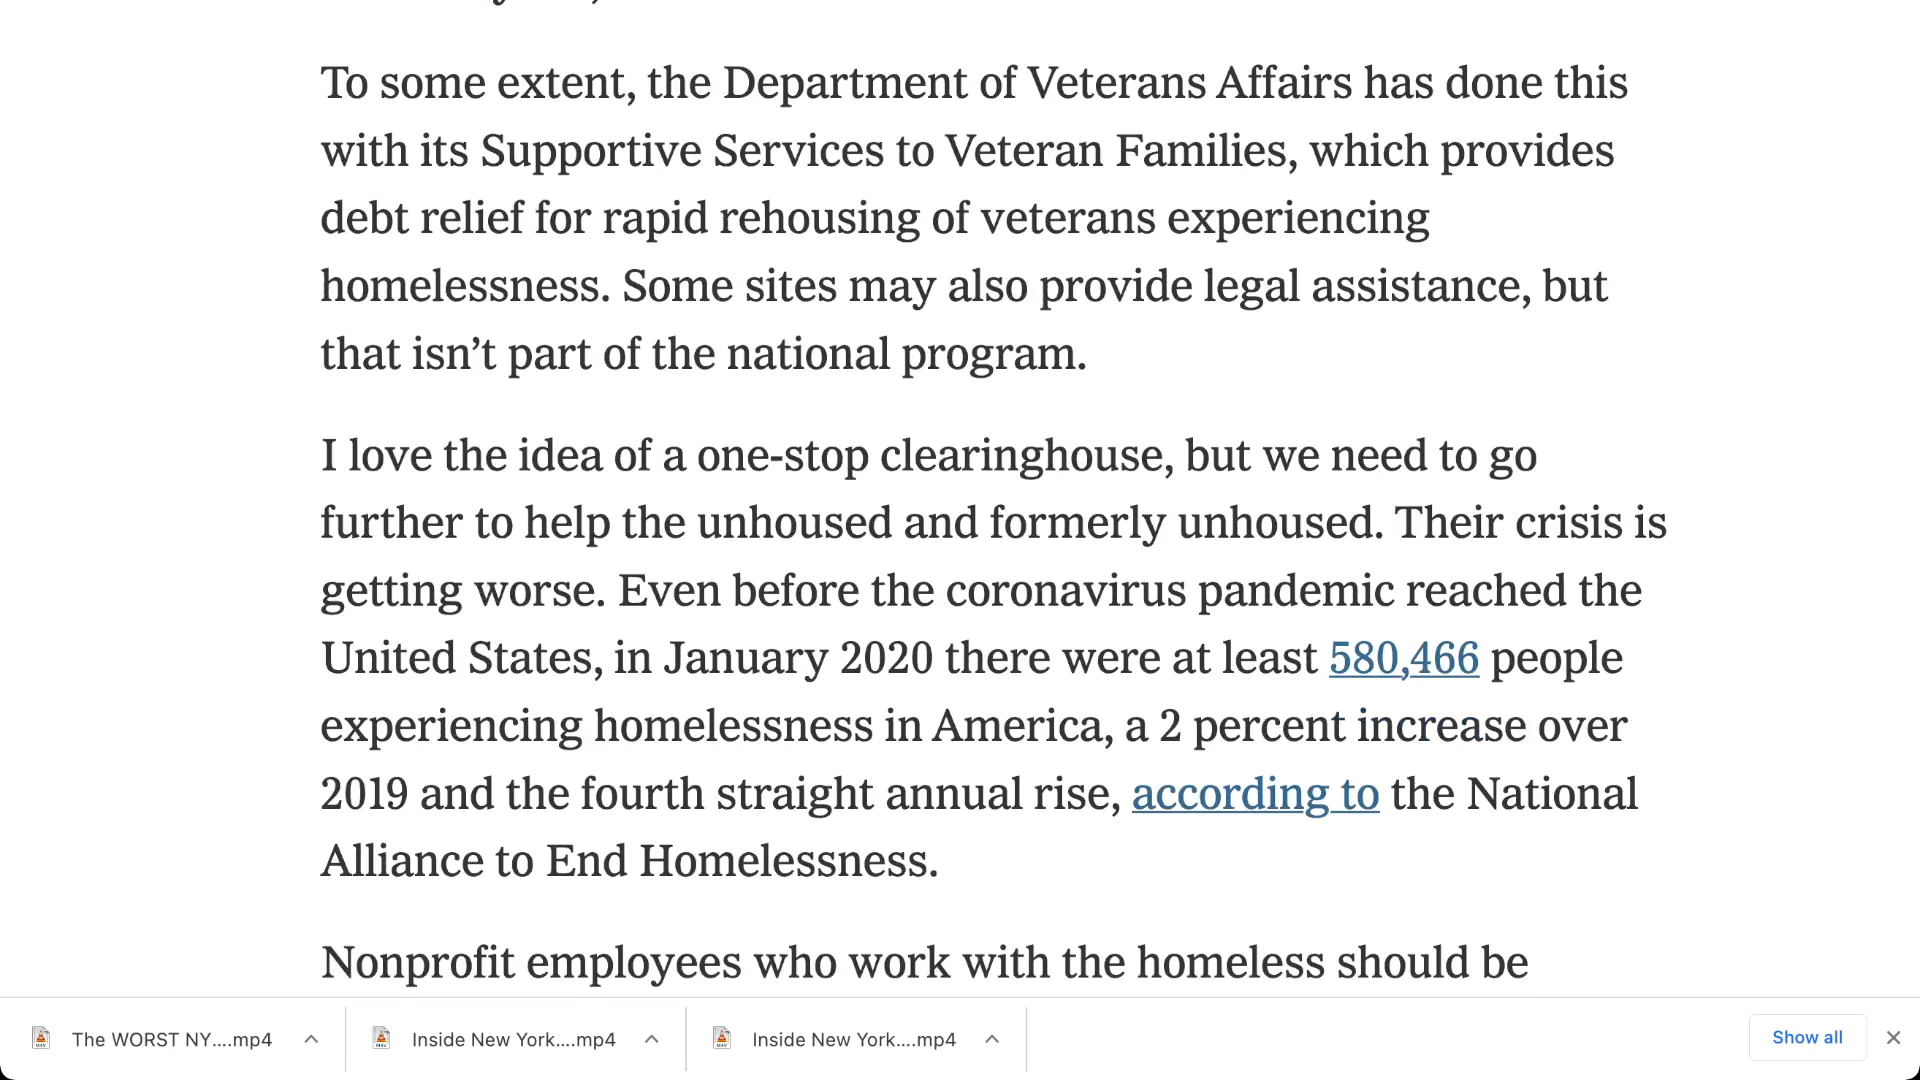 To some extent, the Department of Veterans Affairs has done this
with its Supportive Services to Veteran Families, which provides
debt relief for rapid rehousing of veterans experiencing
homelessness. Some sites may also provide legal assistance, but
that isn’t part of the national program.
I love the idea of a one-stop clearinghouse, but we need to go
further to help the unhoused and formerly unhoused. Their crisis is
getting worse. Even before the coronavirus pandemic reached the
United States, in January 2020 there were at least 580,466 people
experiencing homelessness in America, a 2 percent increase over
2019 and the fourth straight annual rise, according to the National
Alliance to End Homelessness.
Nonprofit employees who work with the homeless should be
The WORST NY....mp4 Inside New York....mp4 Inside New York....mp4 Show all